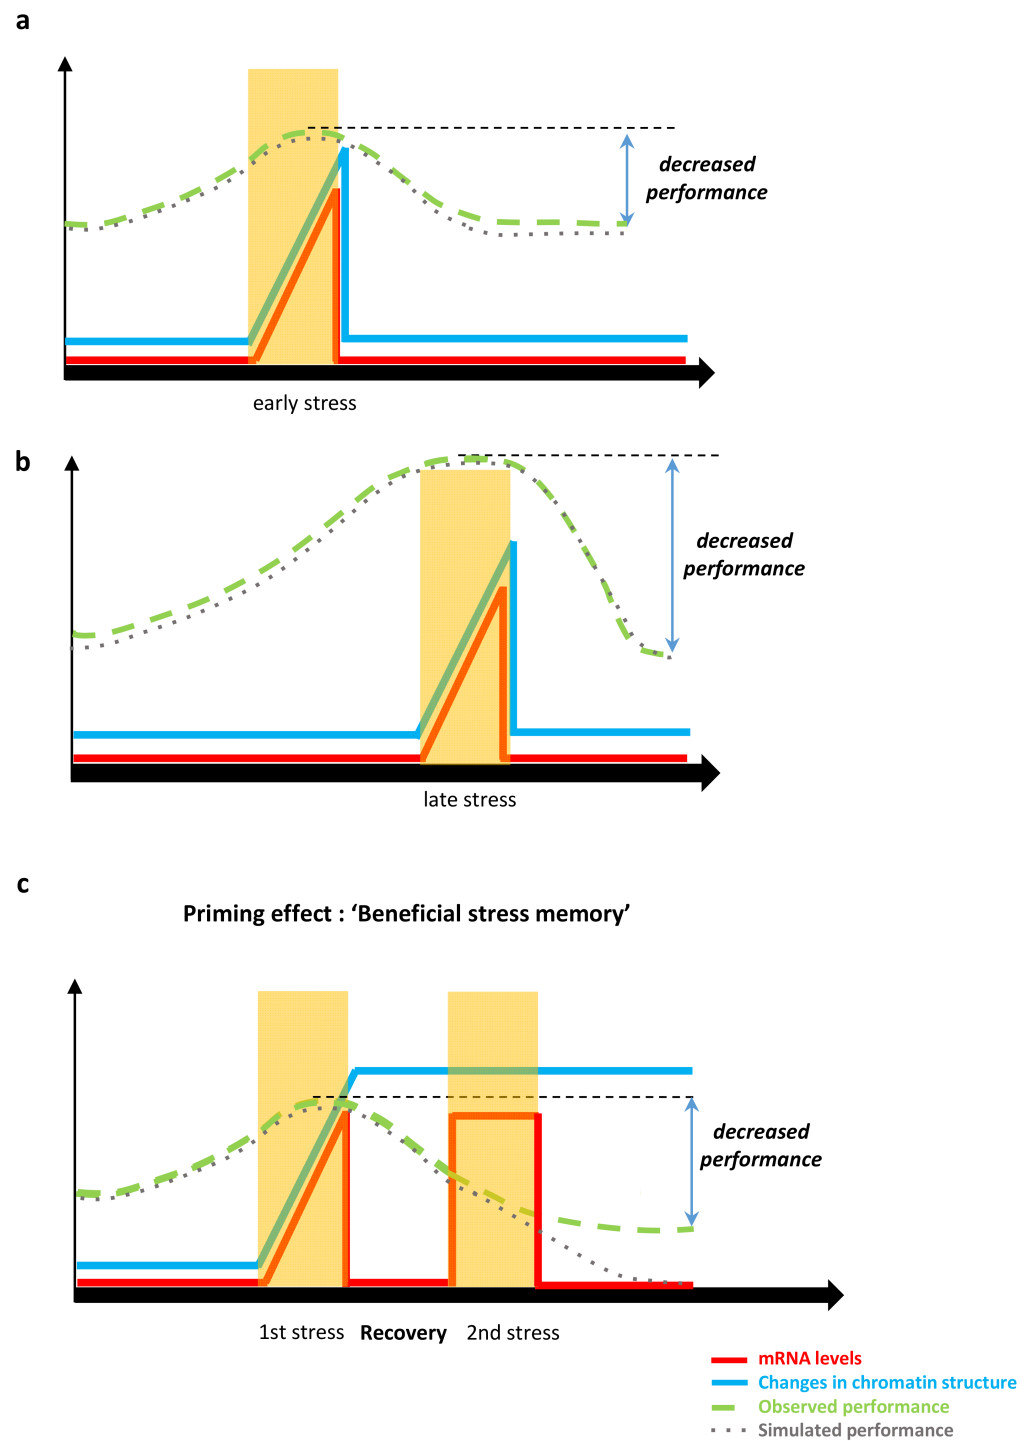 a
decreased
performance
early stress
b
decreased
performance
late stress
c
Priming effect : ‘Beneficial stress memory’
decreased
performance
1st stress Recovery 2nd stress
mRNA levels
Changes in chromatin structure
Observed performance
Simulated performance